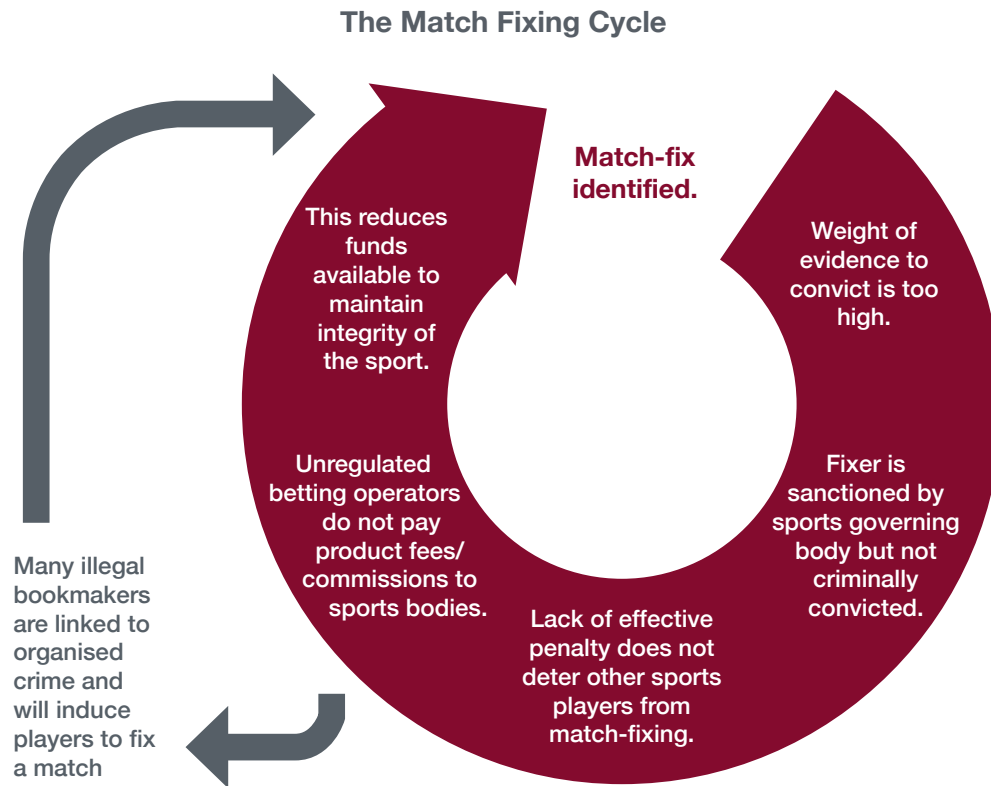 The Match Fixing Cycle
Match-fix
identified.
Weight of
evidence to
convict is too
high.
Fixer is
sanctioned by
sports governing
body but not
criminally
convicted.
Lack of effective
penalty does not
deter other sports
players from
match-fixing.
Unregulated
betting operators
do not pay
product fees/
commissions to
sports bodies.
This reduces
funds
available to
maintain
integrity of
the sport.
Many illegal
bookmakers
are linked to
organised
crime and
will induce
players to fix
a match